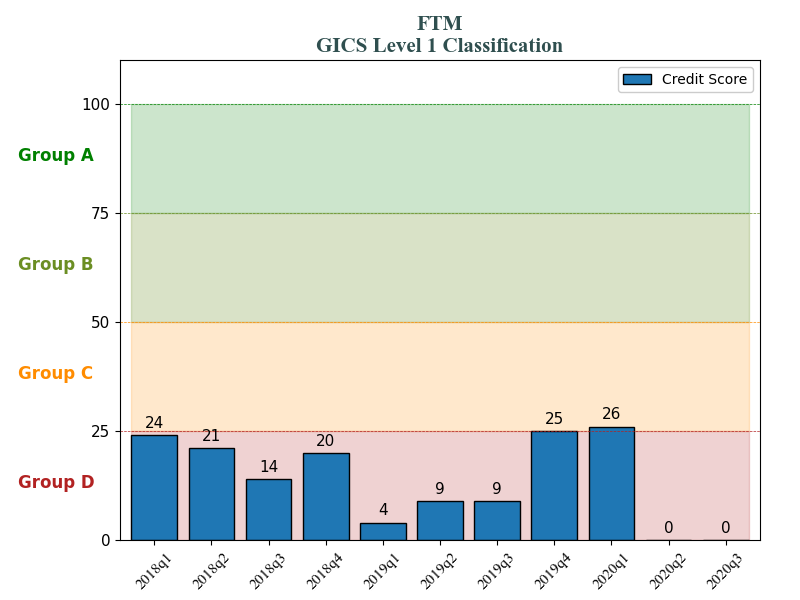 FTM
GICS Level 1 Classification
Credit Score
100
Group A
75
Group B
50
Group C
25
Group D
0
24
21
14
20
4
9
9
25
26
0
0
2018q1
2018q2
2018q3
2018q4
2019q1
2019q2
2019q3
2019q4
2020q1
2020q2
2020q3